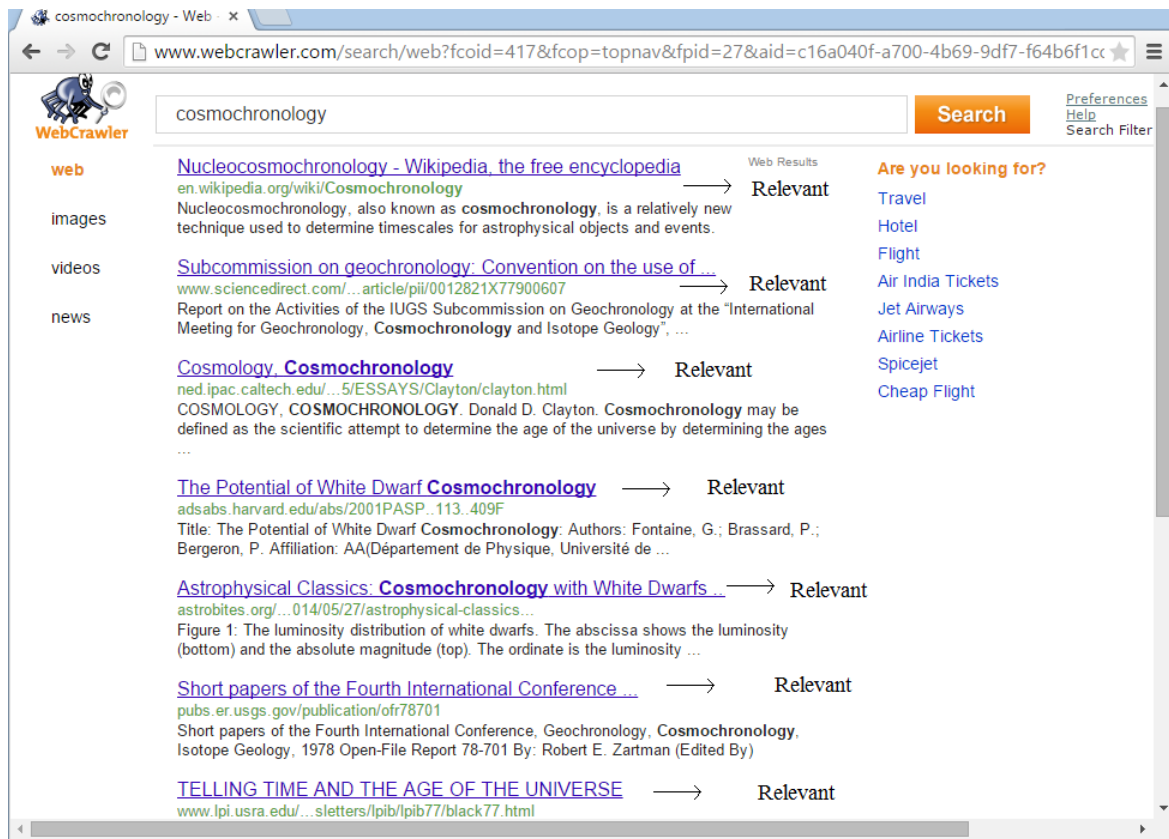 cosmochronology - Web
www.webcrawler.com/search/web?fcoid=417&fcop=topnav&fpid=27&aid=c16a040f-a700-4b69-9df7-f64b6f1cc
WebCrawler
cosmochronology
Search
Preferences
Help
Search Filter
web
images
videos
news
Web Results
Nucleocosmochronology - Wikipedia, the free encyclopedia
en.wikipedia.org/wiki/Cosmochronology
Relevant
Nucleocosmochronology, also known as cosmochronology, is a relatively new
technique used to determine timescales for astrophysical objects and events.
Subcommission on geochronology: Convention on the use of ...
www.sciencedirect.com/...article/pii/0012821X77900607
Relevant
Report on the Activities of the IUGS Subcommission on Geochronology at the “International
Meeting for Geochronology, Cosmochronology and Isotope Geology”, ...
Cosmology, Cosmochronology
Relevant
ned.ipac.caltech.edu/...5/ESSAYS/Clayton/clayton.html
COSMOLOGY, COSMOCHRONOLOGY. Donald D. Clayton. Cosmochronology may be
defined as the scientific attempt to determine the age of the universe by determining the ages
...
The Potential of White Dwarf Cosmochronology
Relevant
adsabs.harvard.edu/abs/2001PASP..113..409F
Title: The Potential of White Dwarf Cosmochronology: Authors: Fontaine, G.; Brassard, P.;
Bergeron, P. Affiliation: AA(Département de Physique, Université de ...
Astrophysical Classics: Cosmochronology with White Dwarfs ..
Relevant
astrobites.org/...014/05/27/astrophysical-classics...
Figure 1: The luminosity distribution of white dwarfs. The abscissa shows the luminosity
(bottom) and the absolute magnitude (top). The ordinate is the luminosity ...
Short papers of the Fourth International Conference ...
Relevant
pubs.er.usgs.gov/publication/ofr78701
Short papers of the Fourth International Conference, Geochronology, Cosmochronology,
Isotope Geology, 1978 Open-File Report 78-701 By: Robert E. Zartman (Edited By)
TELLING TIME AND THE AGE OF THE UNIVERSE
Relevant
www.lpi.usra.edu/...sletters/lpib/lpib77/black77.html
Are you looking for?
Travel
Hotel
Flight
Air India Tickets
Jet Airways
Airline Tickets
Spicejet
Cheap Flight